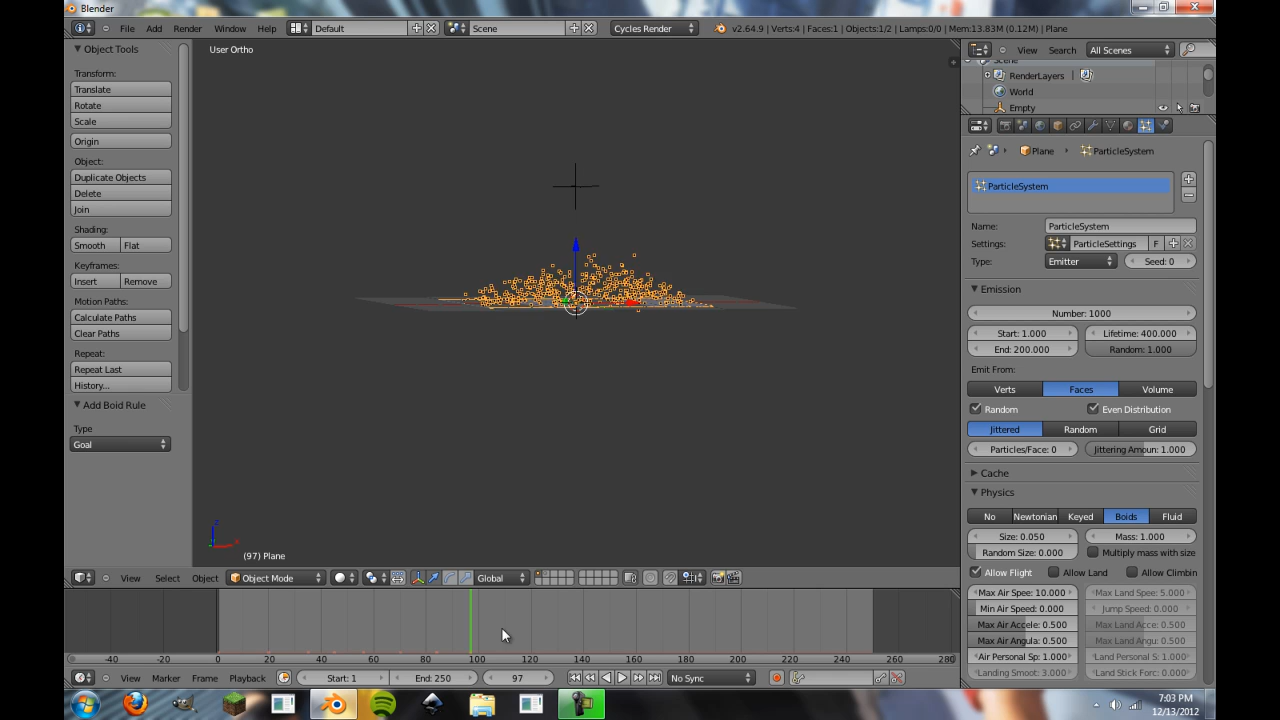 Blender
File Add Render Window Help Default Scene Cycles Render v2.64.9 | Verts:4 | Faces:1 | Objects:1/2 | Lamps:0/0 | Mem:13.83M (0.12M) | Plane
Object Tools
Transform:
Translate
Rotate
Scale
Origin
Object:
Duplicate Objects
Delete
Join
Shading:
Smooth Flat
Keyframes:
Insert Remove
Motion Paths:
Calculate Paths
Clear Paths
Repeat:
Repeat Last
History...
Add Boid Rule
Type
Goal
User Ortho
(97) Plane
View Select Object Object Mode Global
-40 -20 0 20 40 60 80 100 120 140 160 180 200 220 240 260 280
View Marker Frame Playback Start: 1 End: 250 97 No Sync
View Search All Scenes
Scene
RenderLayers
World
Empty
Plane ParticleSystem
ParticleSystem
Name: ParticleSystem
Settings: ParticleSettings F
Type: Emitter Seed: 0
Emission
Number: 1000
Start: 1.000 Lifetime: 400.000
End: 200.000 Random: 1.000
Emit From:
Verts Faces Volume
Random Even Distribution
Jittered Random Grid
Particles/Face: 0 Jittering Amoun: 1.000
Cache
Physics
No Newtonian Keyed Boids Fluid
Size: 0.050 Mass: 1.000
Random Size: 0.000 Multiply mass with size
Allow Flight Allow Land Allow Climbin
Max Air Spee: 10.000 Max Land Spee: 5.000
Min Air Speed: 0.000 Jump Speed: 0.000
Max Air Accele: 0.500 Max Land Acce: 0.500
Max Air Angula: 0.500 Max Land Angu: 0.500
Air Personal Sp: 1.000 Land Personal S: 1.000
Landing Smoot: 3.000 Land Stick Forc: 0.000
7:03 PM
12/13/2012